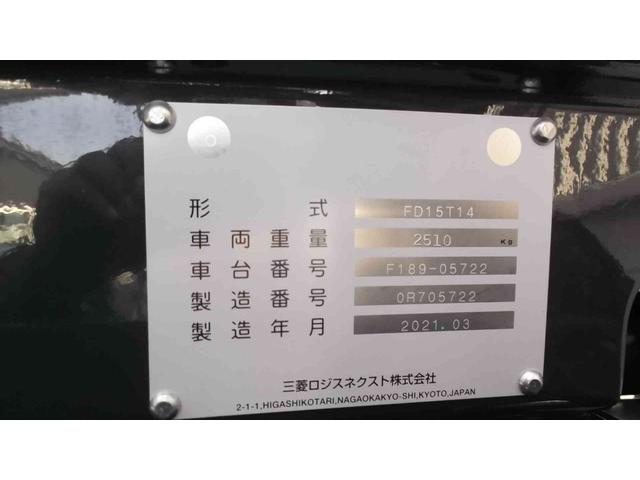 形式 FD15T14
車両重量 2510 Kg
車台番号 F189-05722
製造番号 0R705722
製造年月 2021.03
三菱ロジスネクスト株式会社
2-1-1,HIGASHIKOTARI,NAGAOKAKYO-SHI,KYOTO,JAPAN